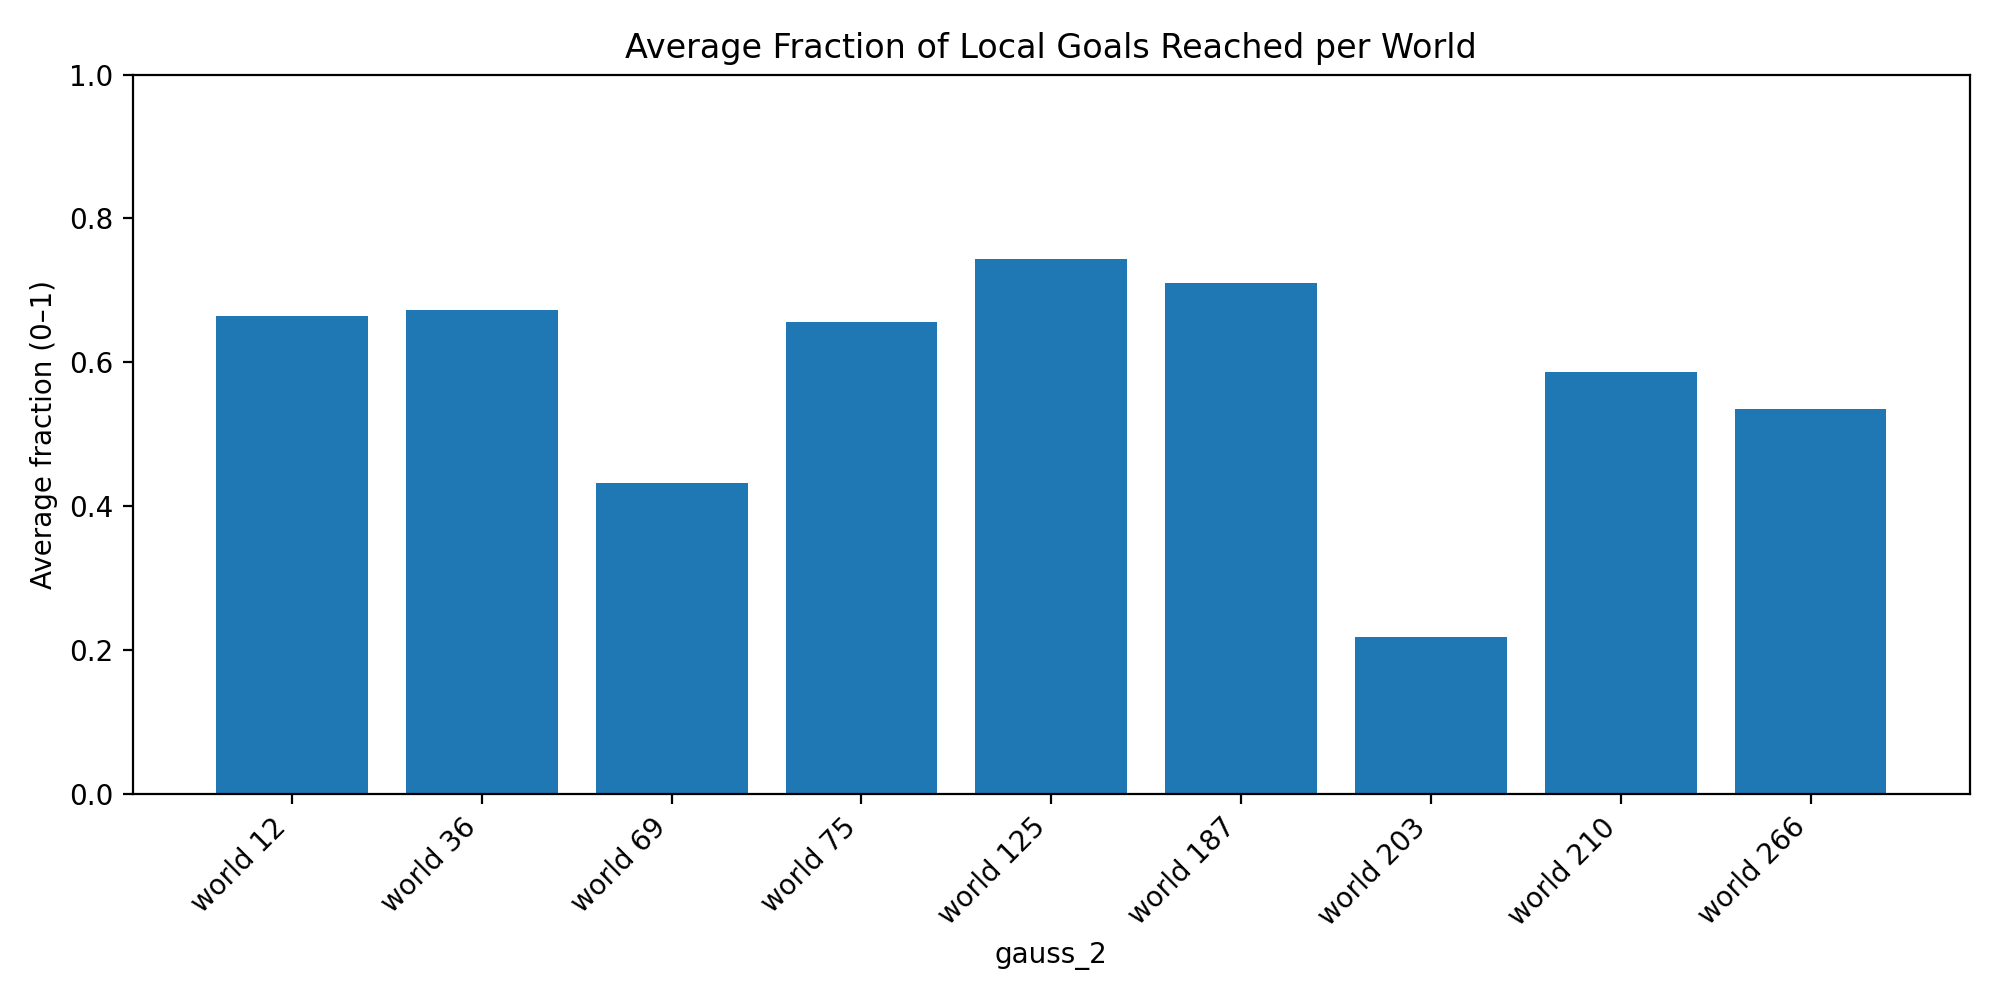 Average Fraction of Local Goals Reached per World
Average fraction (0–1)
1.0
0.8
0.6
0.4
0.2
0.0
world 12
world 36
world 69
world 75
world 125
world 187
world 203
world 210
world 266
gauss_2